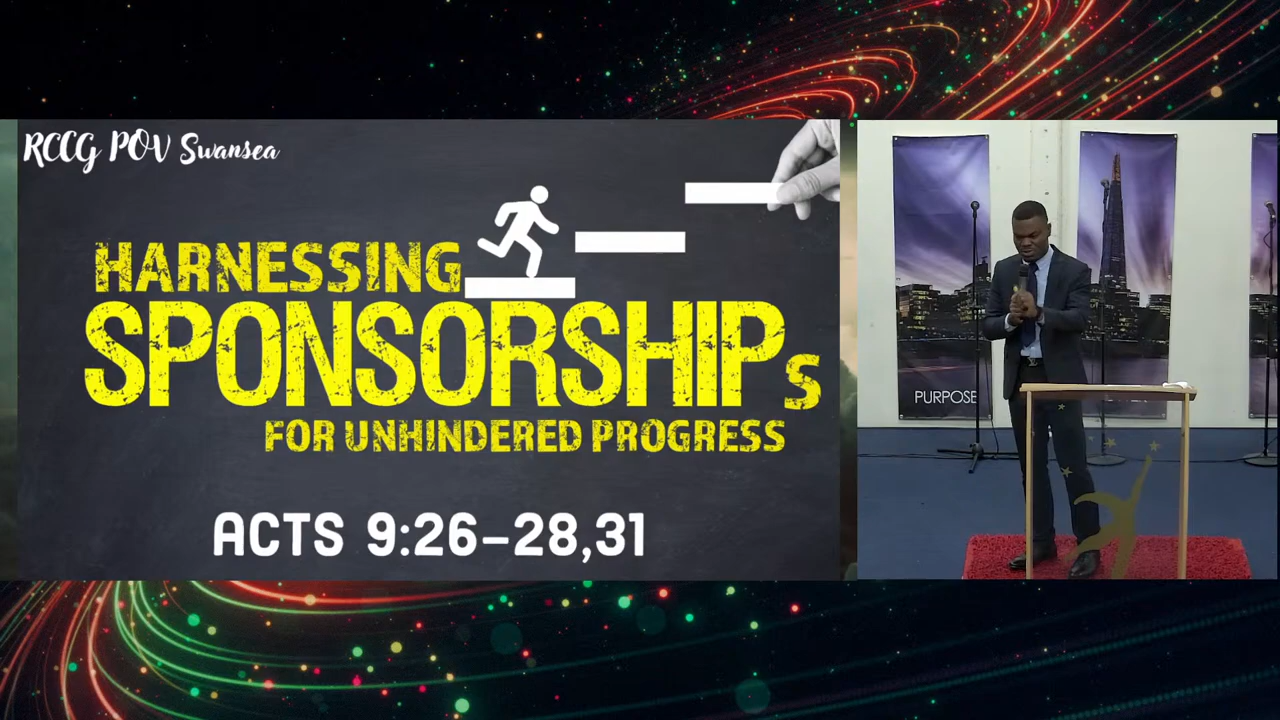 RCCG POV Swansea
HARNESSING
SPONSORSHIPs
FOR UNHINDERED PROGRESS
ACTS 9:26-28,31
PURPOSE